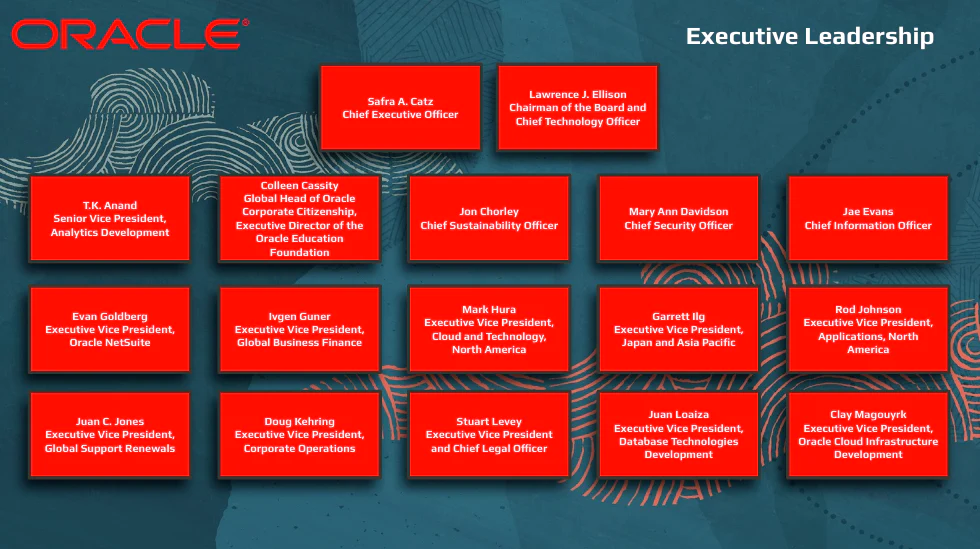 ORACLE®
Executive Leadership
Safra A. Catz
Chief Executive Officer
Lawrence J. Ellison
Chairman of the Board and
Chief Technology Officer
T.K. Anand
Senior Vice President,
Analytics Development
Colleen Cassity
Global Head of Oracle
Corporate Citizenship,
Executive Director of the
Oracle Education
Foundation
Jon Chorley
Chief Sustainability Officer
Mary Ann Davidson
Chief Security Officer
Jae Evans
Chief Information Officer
Evan Goldberg
Executive Vice President,
Oracle NetSuite
Ivgen Guner
Executive Vice President,
Global Business Finance
Mark Hura
Executive Vice President,
Cloud and Technology,
North America
Garrett Ilg
Executive Vice President,
Japan and Asia Pacific
Rod Johnson
Executive Vice President,
Applications, North
America
Juan C. Jones
Executive Vice President,
Global Support Renewals
Doug Kehring
Executive Vice President,
Corporate Operations
Stuart Levey
Executive Vice President
and Chief Legal Officer
Juan Loaiza
Executive Vice President,
Database Technologies
Development
Clay Magouyrk
Executive Vice President,
Oracle Cloud Infrastructure
Development